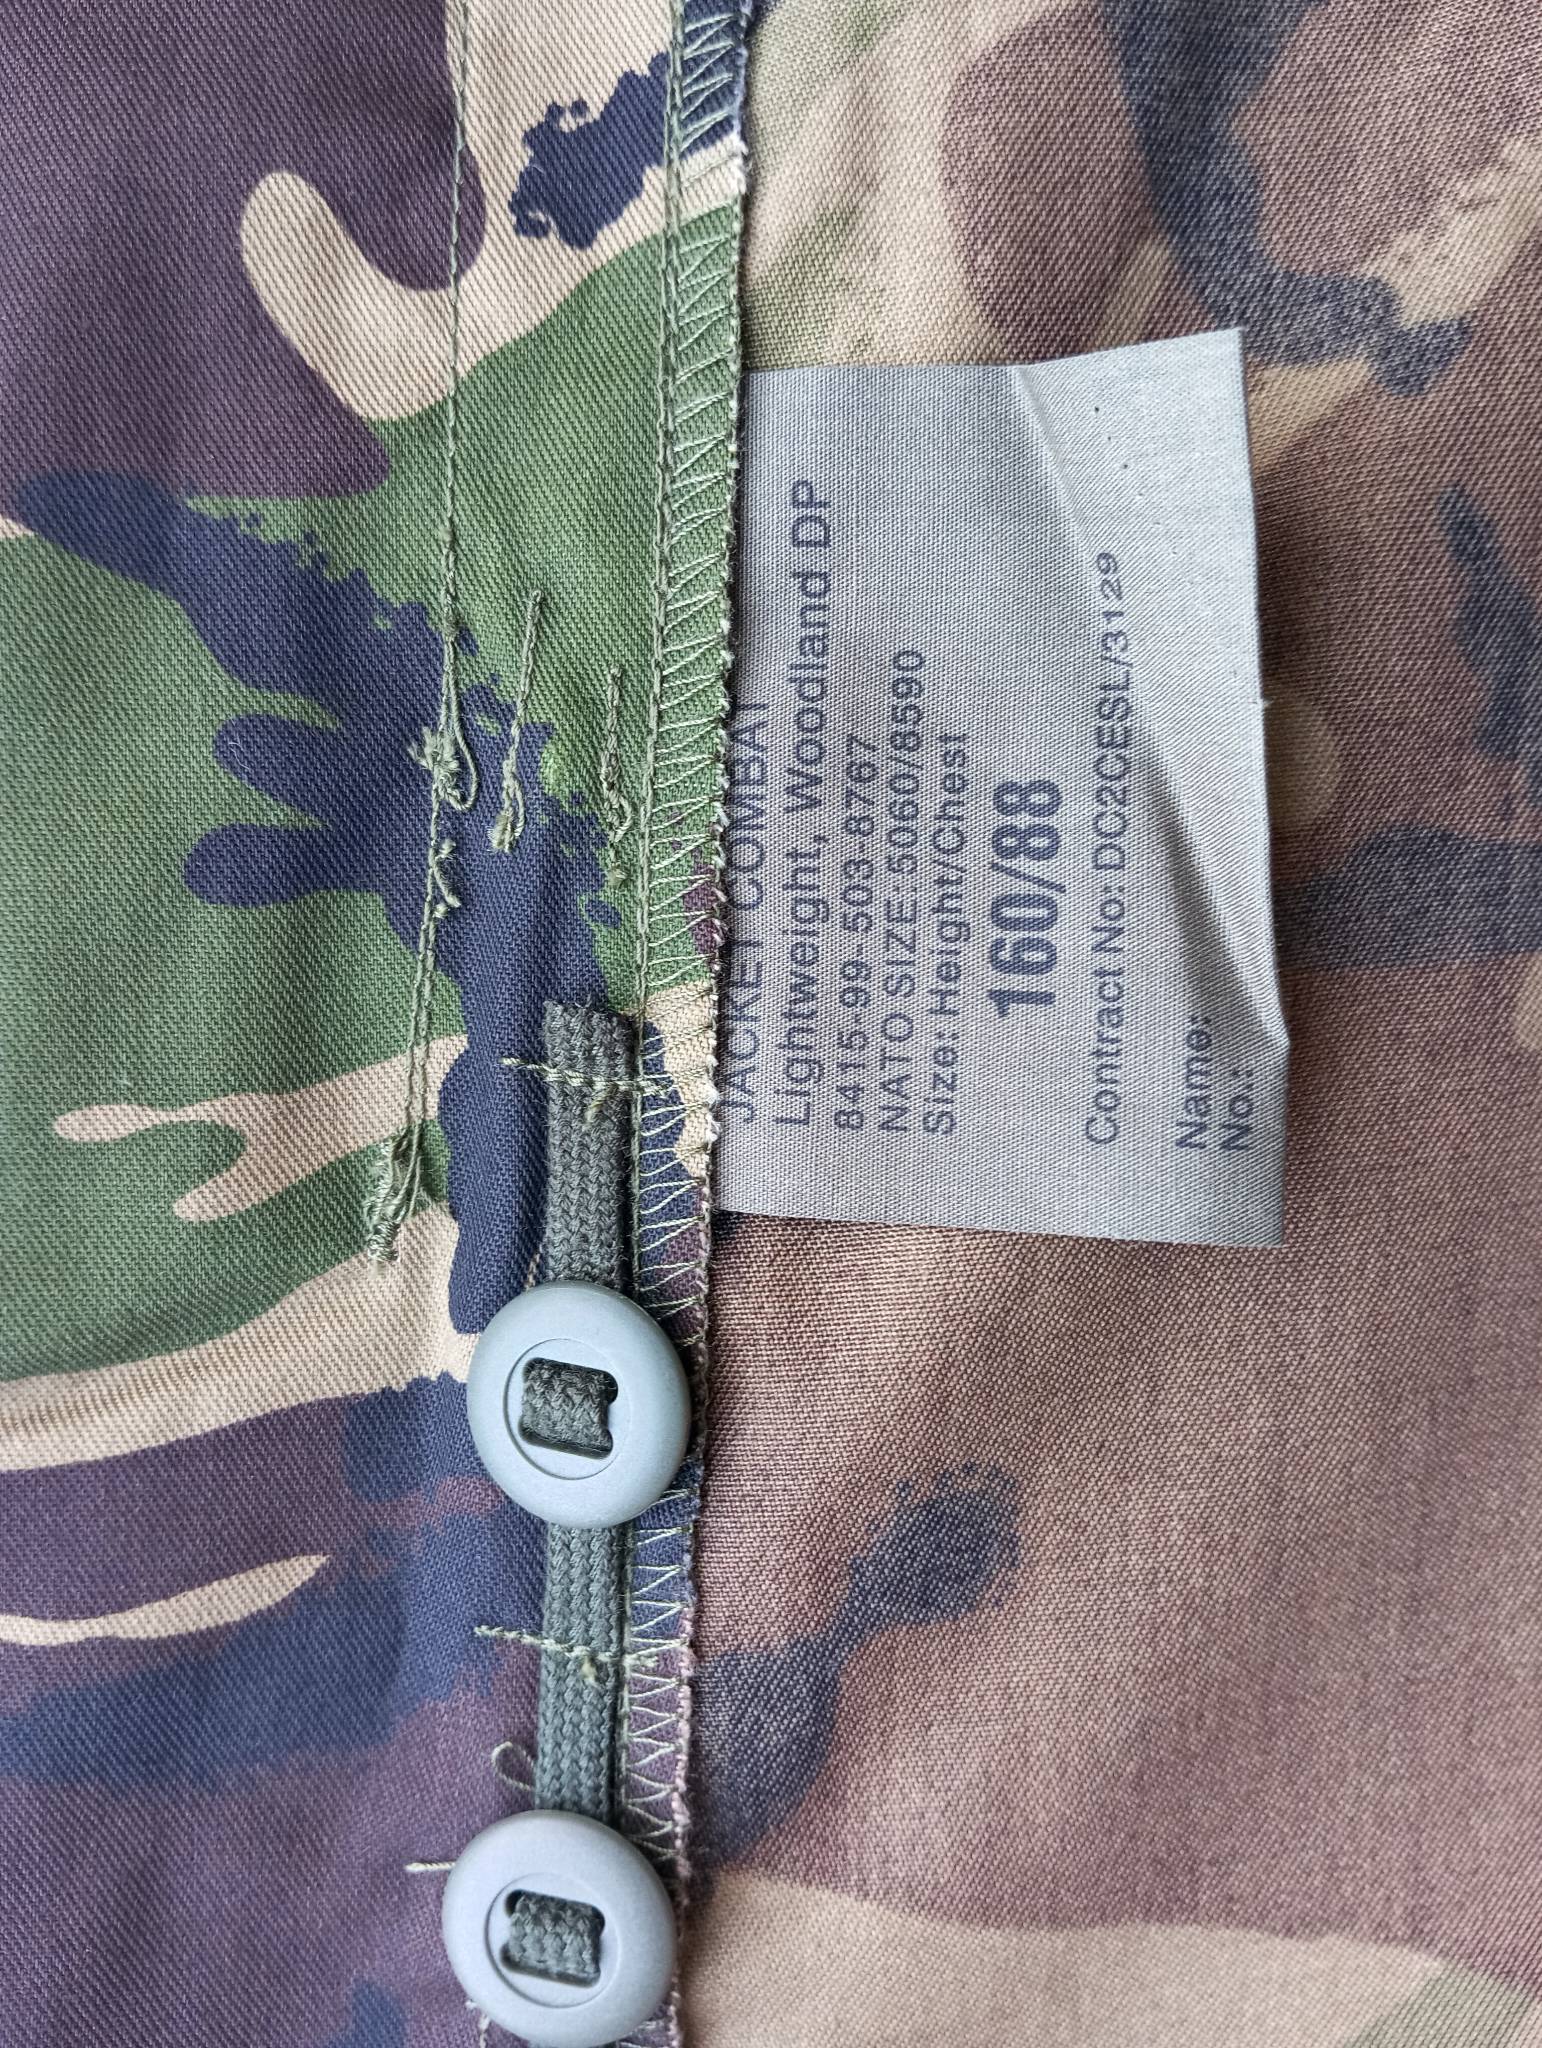 JACKET COMBAT
Lightweight, Woodland DP
8415-99-503-8767
NATO SIZE: 5060/8590
Size: Height/Chest
160/88
Contract No: DC2CESL/3129
Name:
No.: